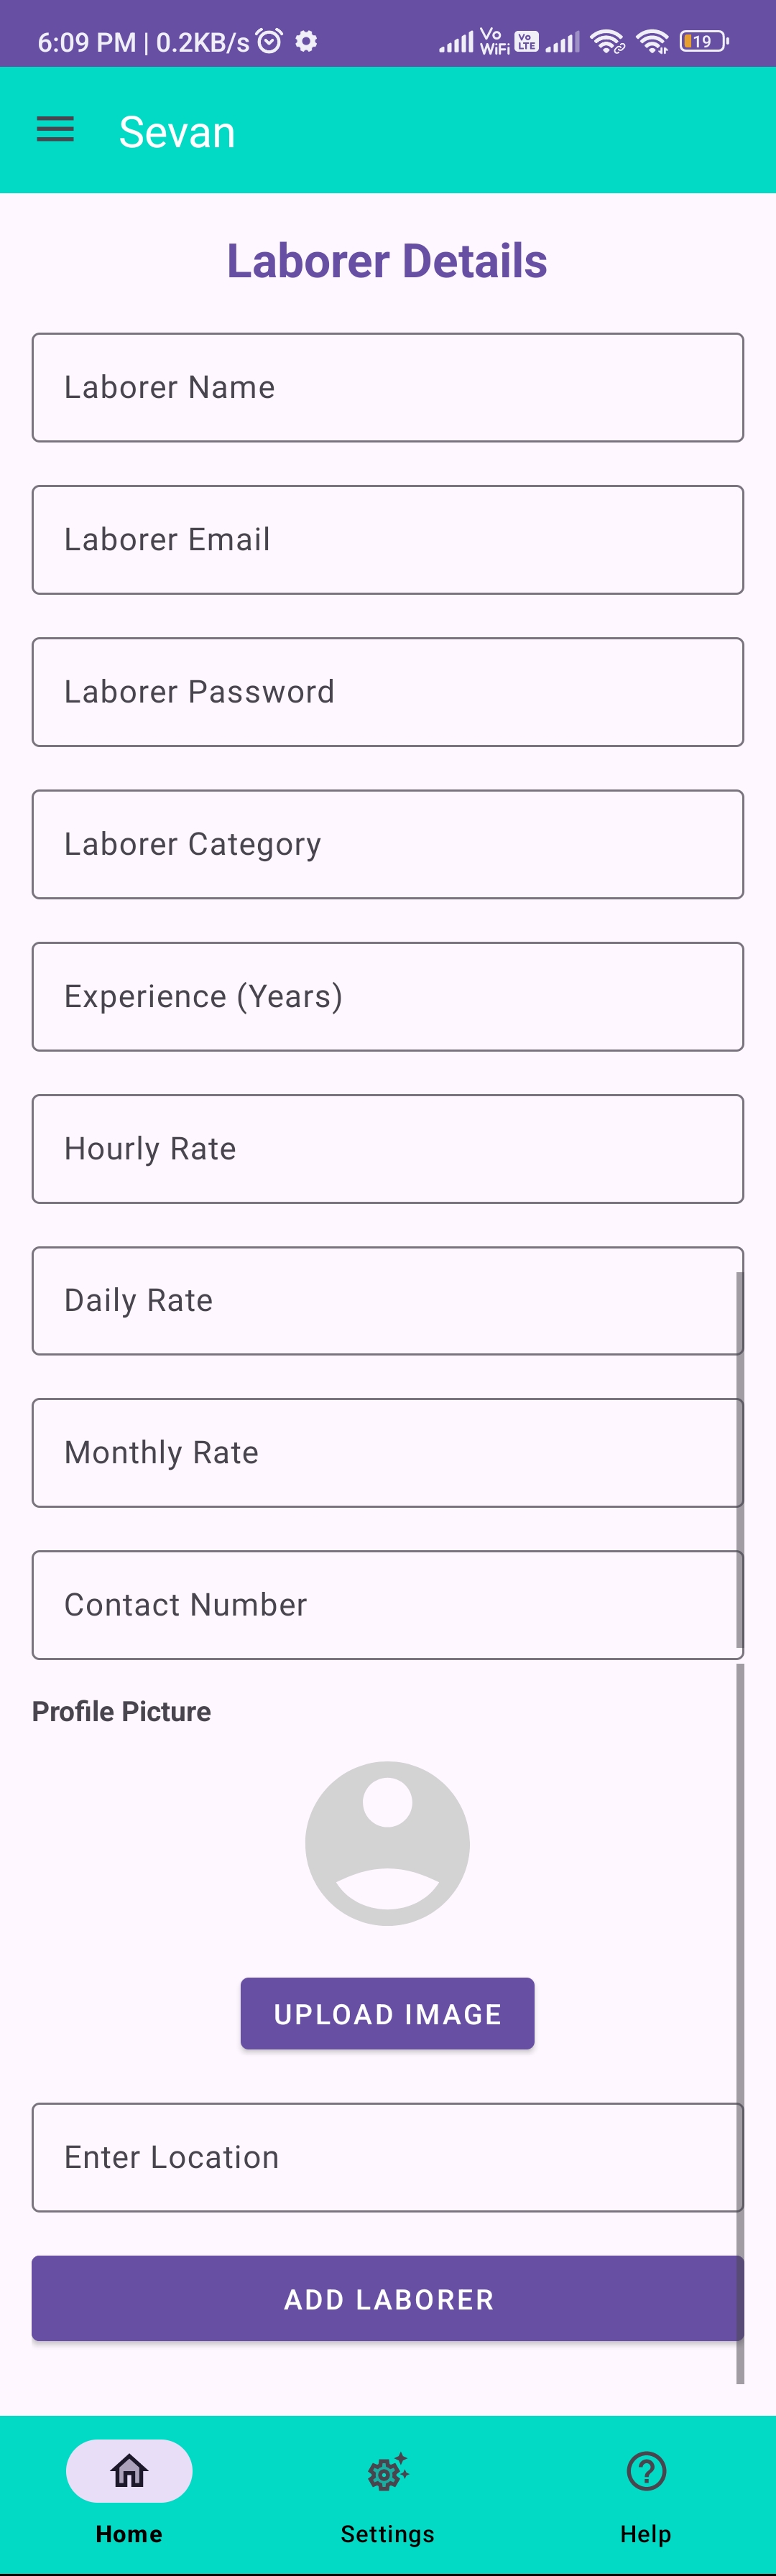 6:09 PM | 0.2KB/s
Vo WiFi
Vo LTE
19
Sevan
Laborer Details
Laborer Name
Laborer Email
Laborer Password
Laborer Category
Experience (Years)
Hourly Rate
Daily Rate
Monthly Rate
Contact Number
Profile Picture
UPLOAD IMAGE
Enter Location
ADD LABORER
Home
Settings
Help